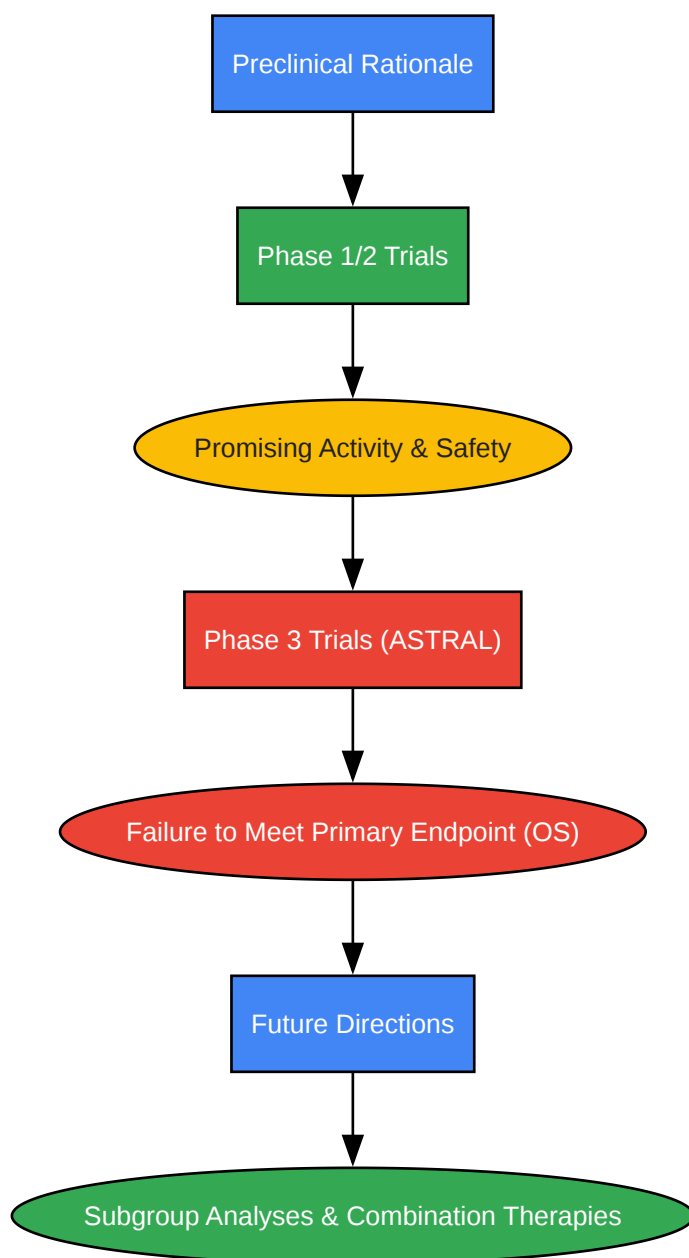 Preclinical Rationale
Phase 1/2 Trials
Promising Activity & Safety
Phase 3 Trials (ASTRAL)
Failure to Meet Primary Endpoint (OS)
Future Directions
Subgroup Analyses & Combination Therapies